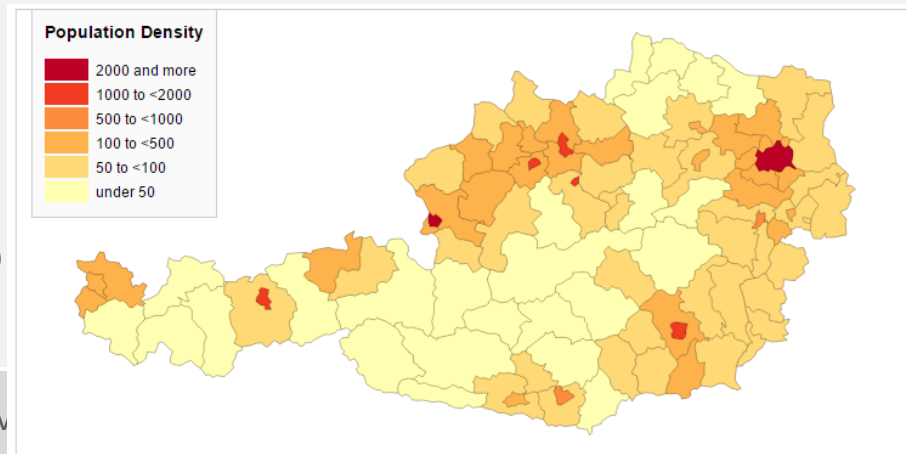 Population Density
2000 and more
1000 to <2000
500 to <1000
100 to <500
50 to <100
under 50